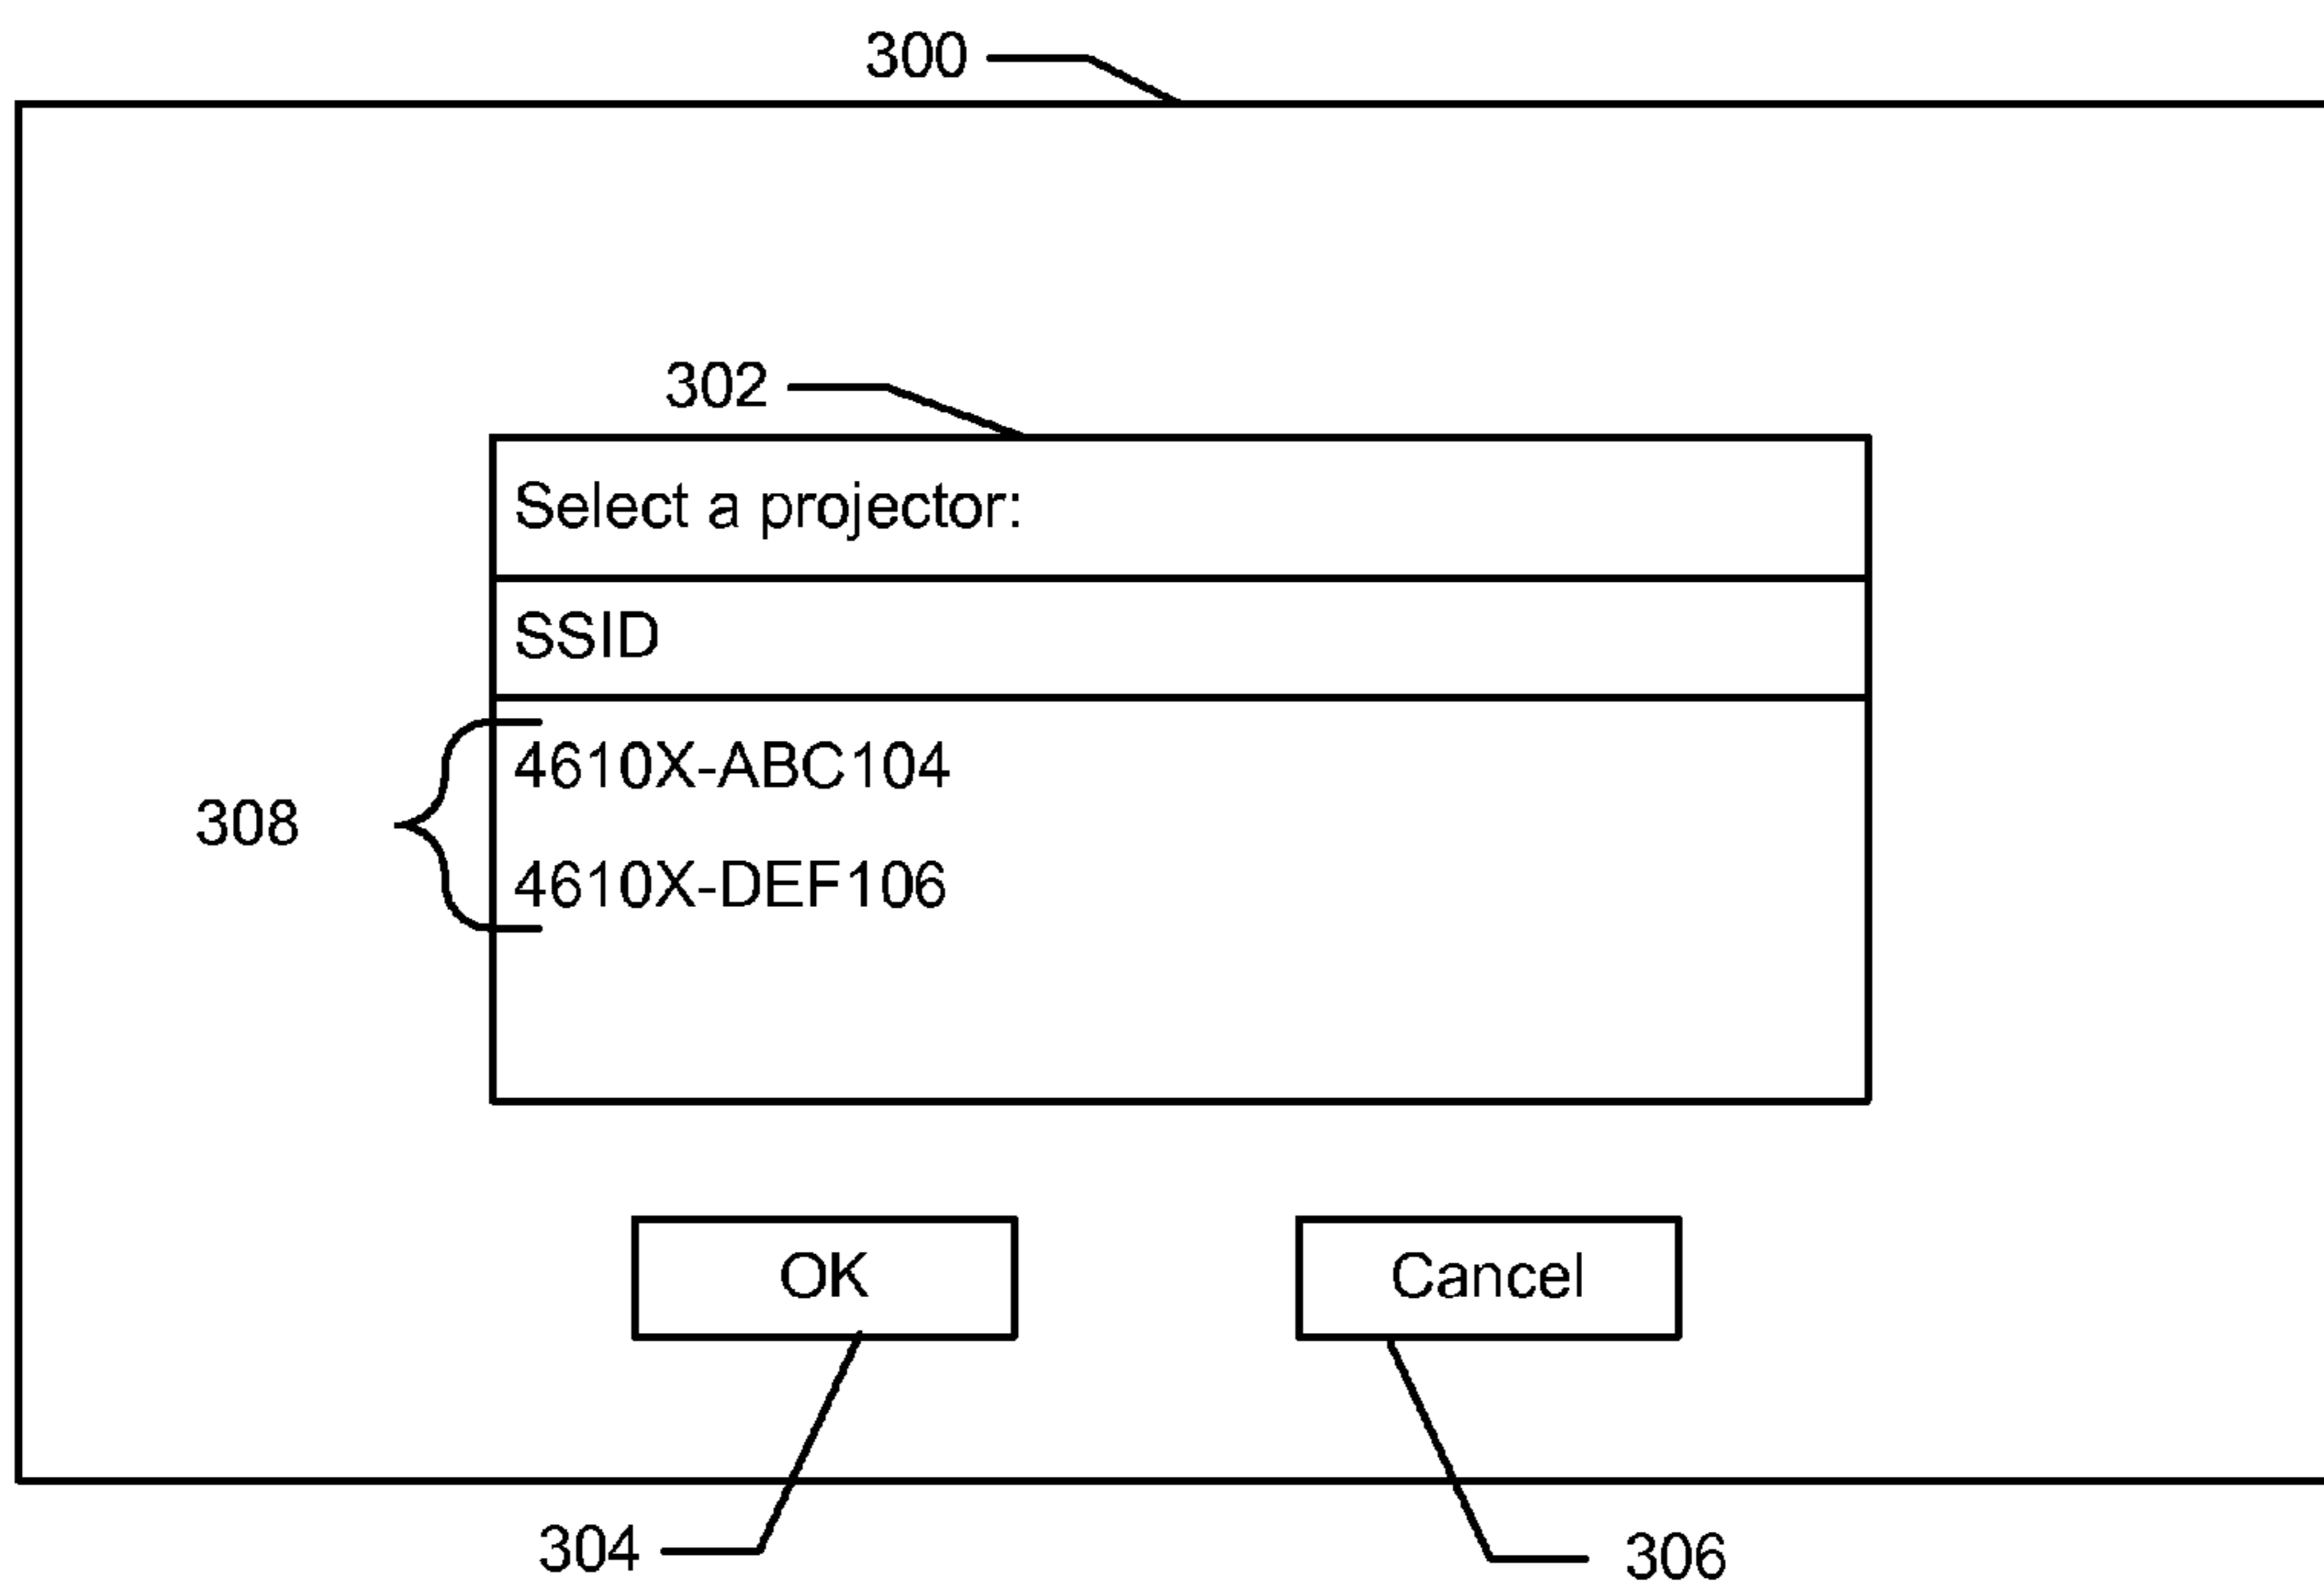 300
302
Select a projector:
SSID
4610X-ABC104
308
4610X-DEF106
OK
Cancel
304
306